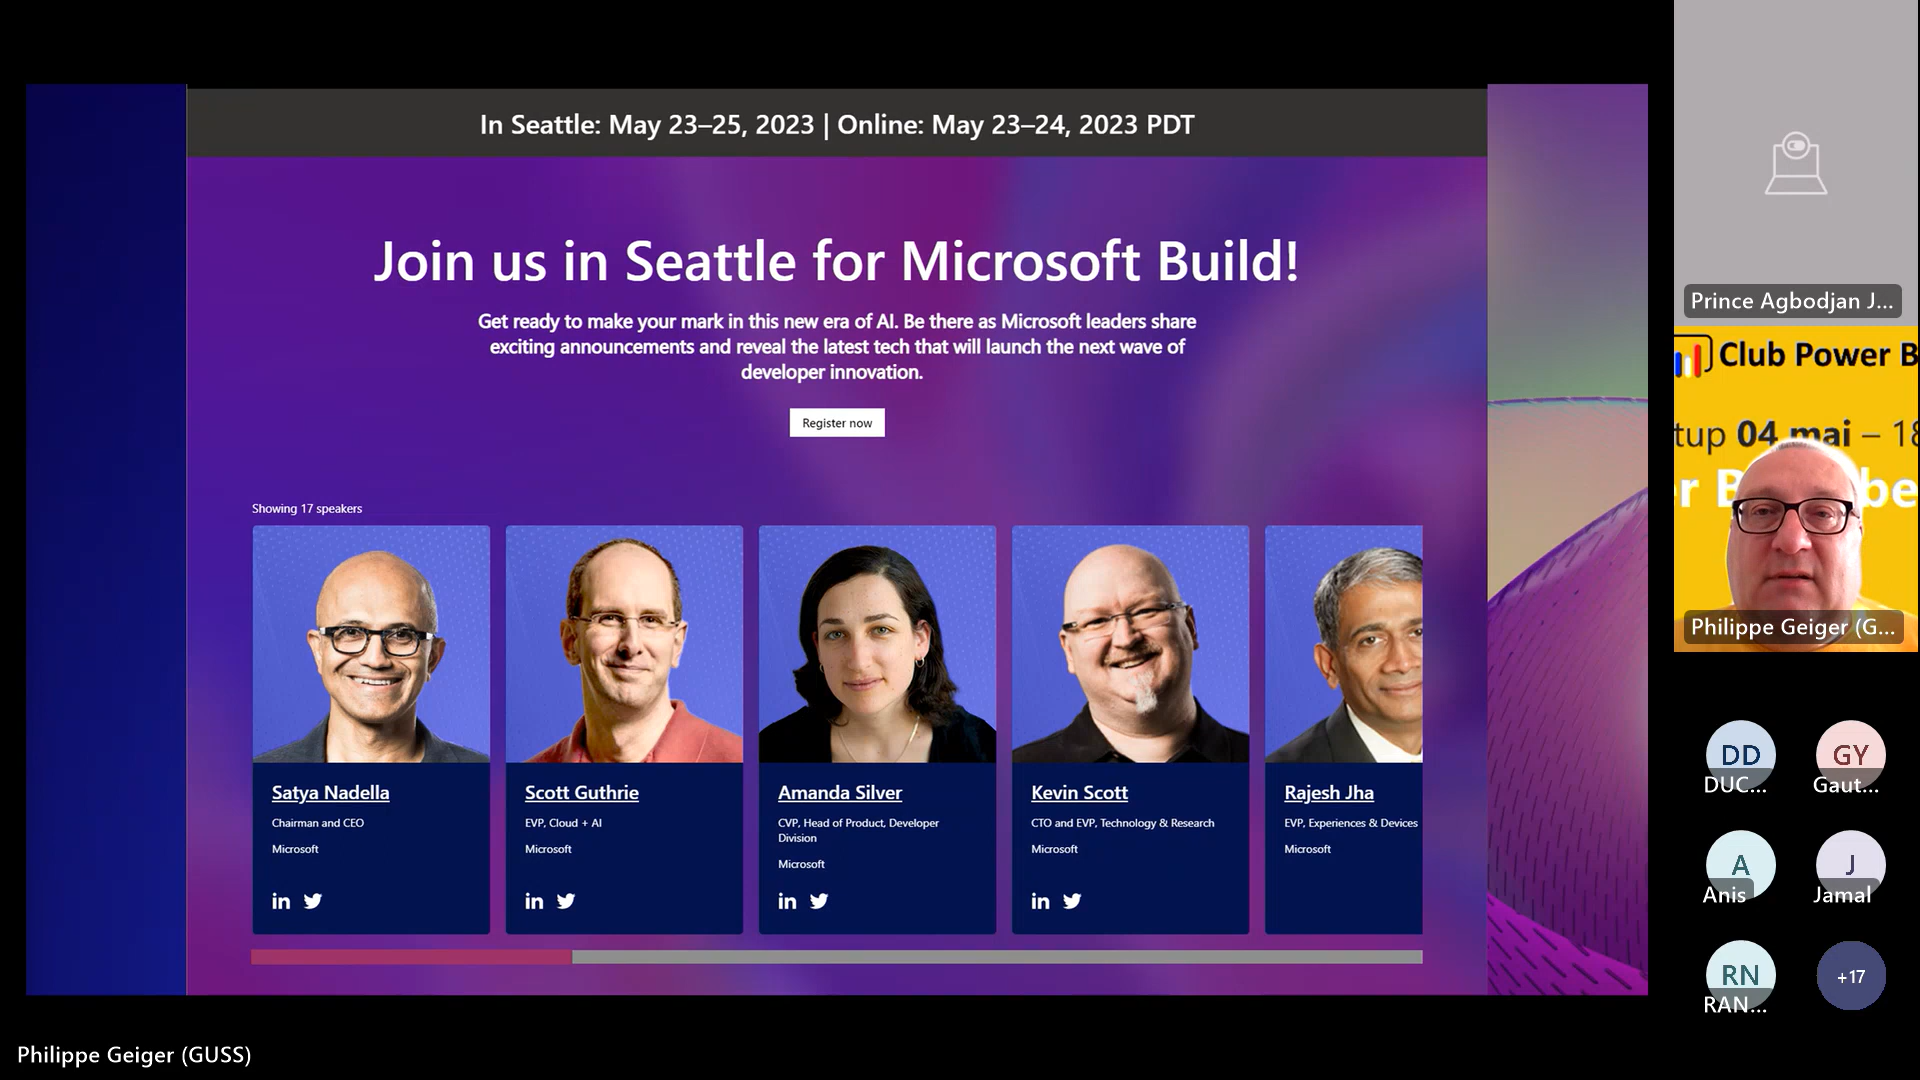 In Seattle: May 23–25, 2023 | Online: May 23–24, 2023 PDT
Join us in Seattle for Microsoft Build!
Get ready to make your mark in this new era of AI. Be there as Microsoft leaders share
exciting announcements and reveal the latest tech that will launch the next wave of
developer innovation.
Register now
Showing 17 speakers
Satya Nadella
Chairman and CEO
Microsoft
in
Scott Guthrie
EVP, Cloud + AI
Microsoft
in
Amanda Silver
CVP, Head of Product, Developer
Division
Microsoft
in
Kevin Scott
CTO and EVP, Technology & Research
Microsoft
in
Rajesh Jha
EVP, Experiences & Devices
Microsoft
Prince Agbodjan J...
Club Power B
tup 04 mai – 18
r B be
Philippe Geiger (G...
DD
DUC...
GY
Gaut...
A
Anis
J
Jamal
RN
RAN...
+17
Philippe Geiger (GUSS)